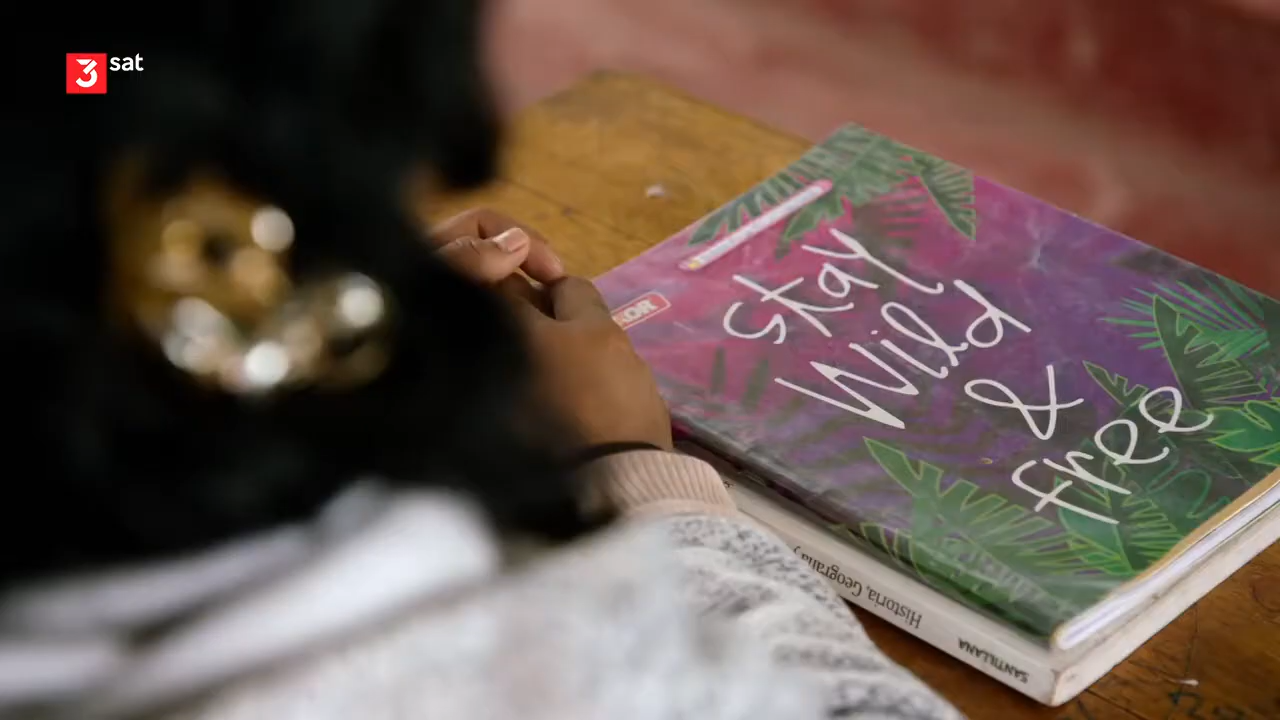 3sat
Stay
Wild
&
free
Historia, Geografía y
SANTILLANA